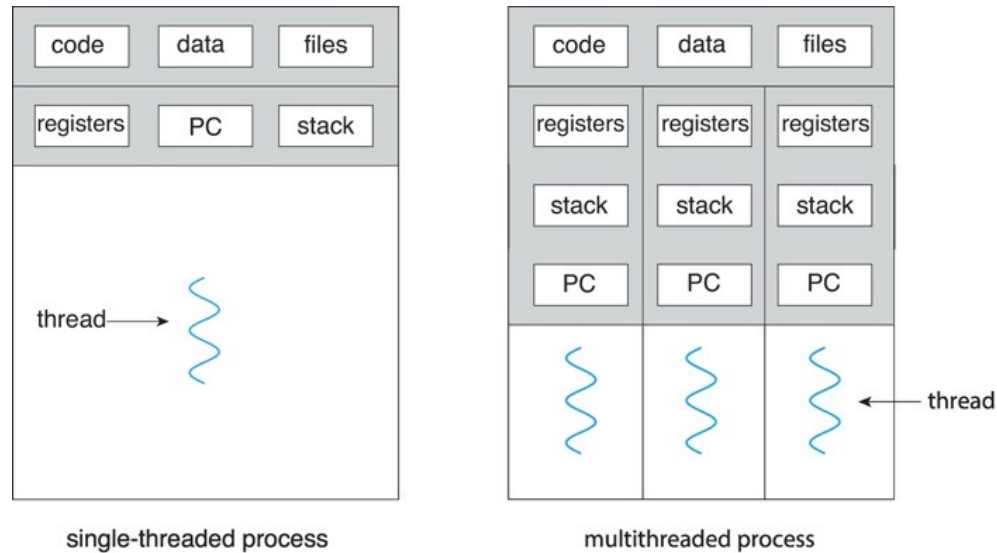 code data files
registers PC stack
thread
single-threaded process
code data files
registers registers registers
stack stack stack
PC PC PC
thread
multithreaded process